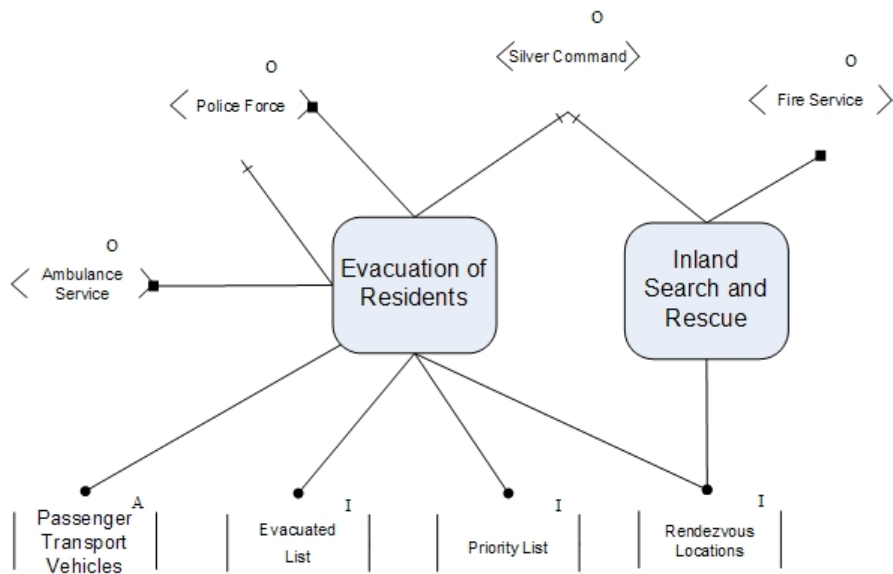 O
Silver Command
O
Police Force
O
Fire Service
O
Ambulance
Service
Evacuation of
Residents
Inland
Search and
Rescue
A
Passenger
Transport
Vehicles
I
Evacuated
List
I
Priority List
I
Rendezvous
Locations